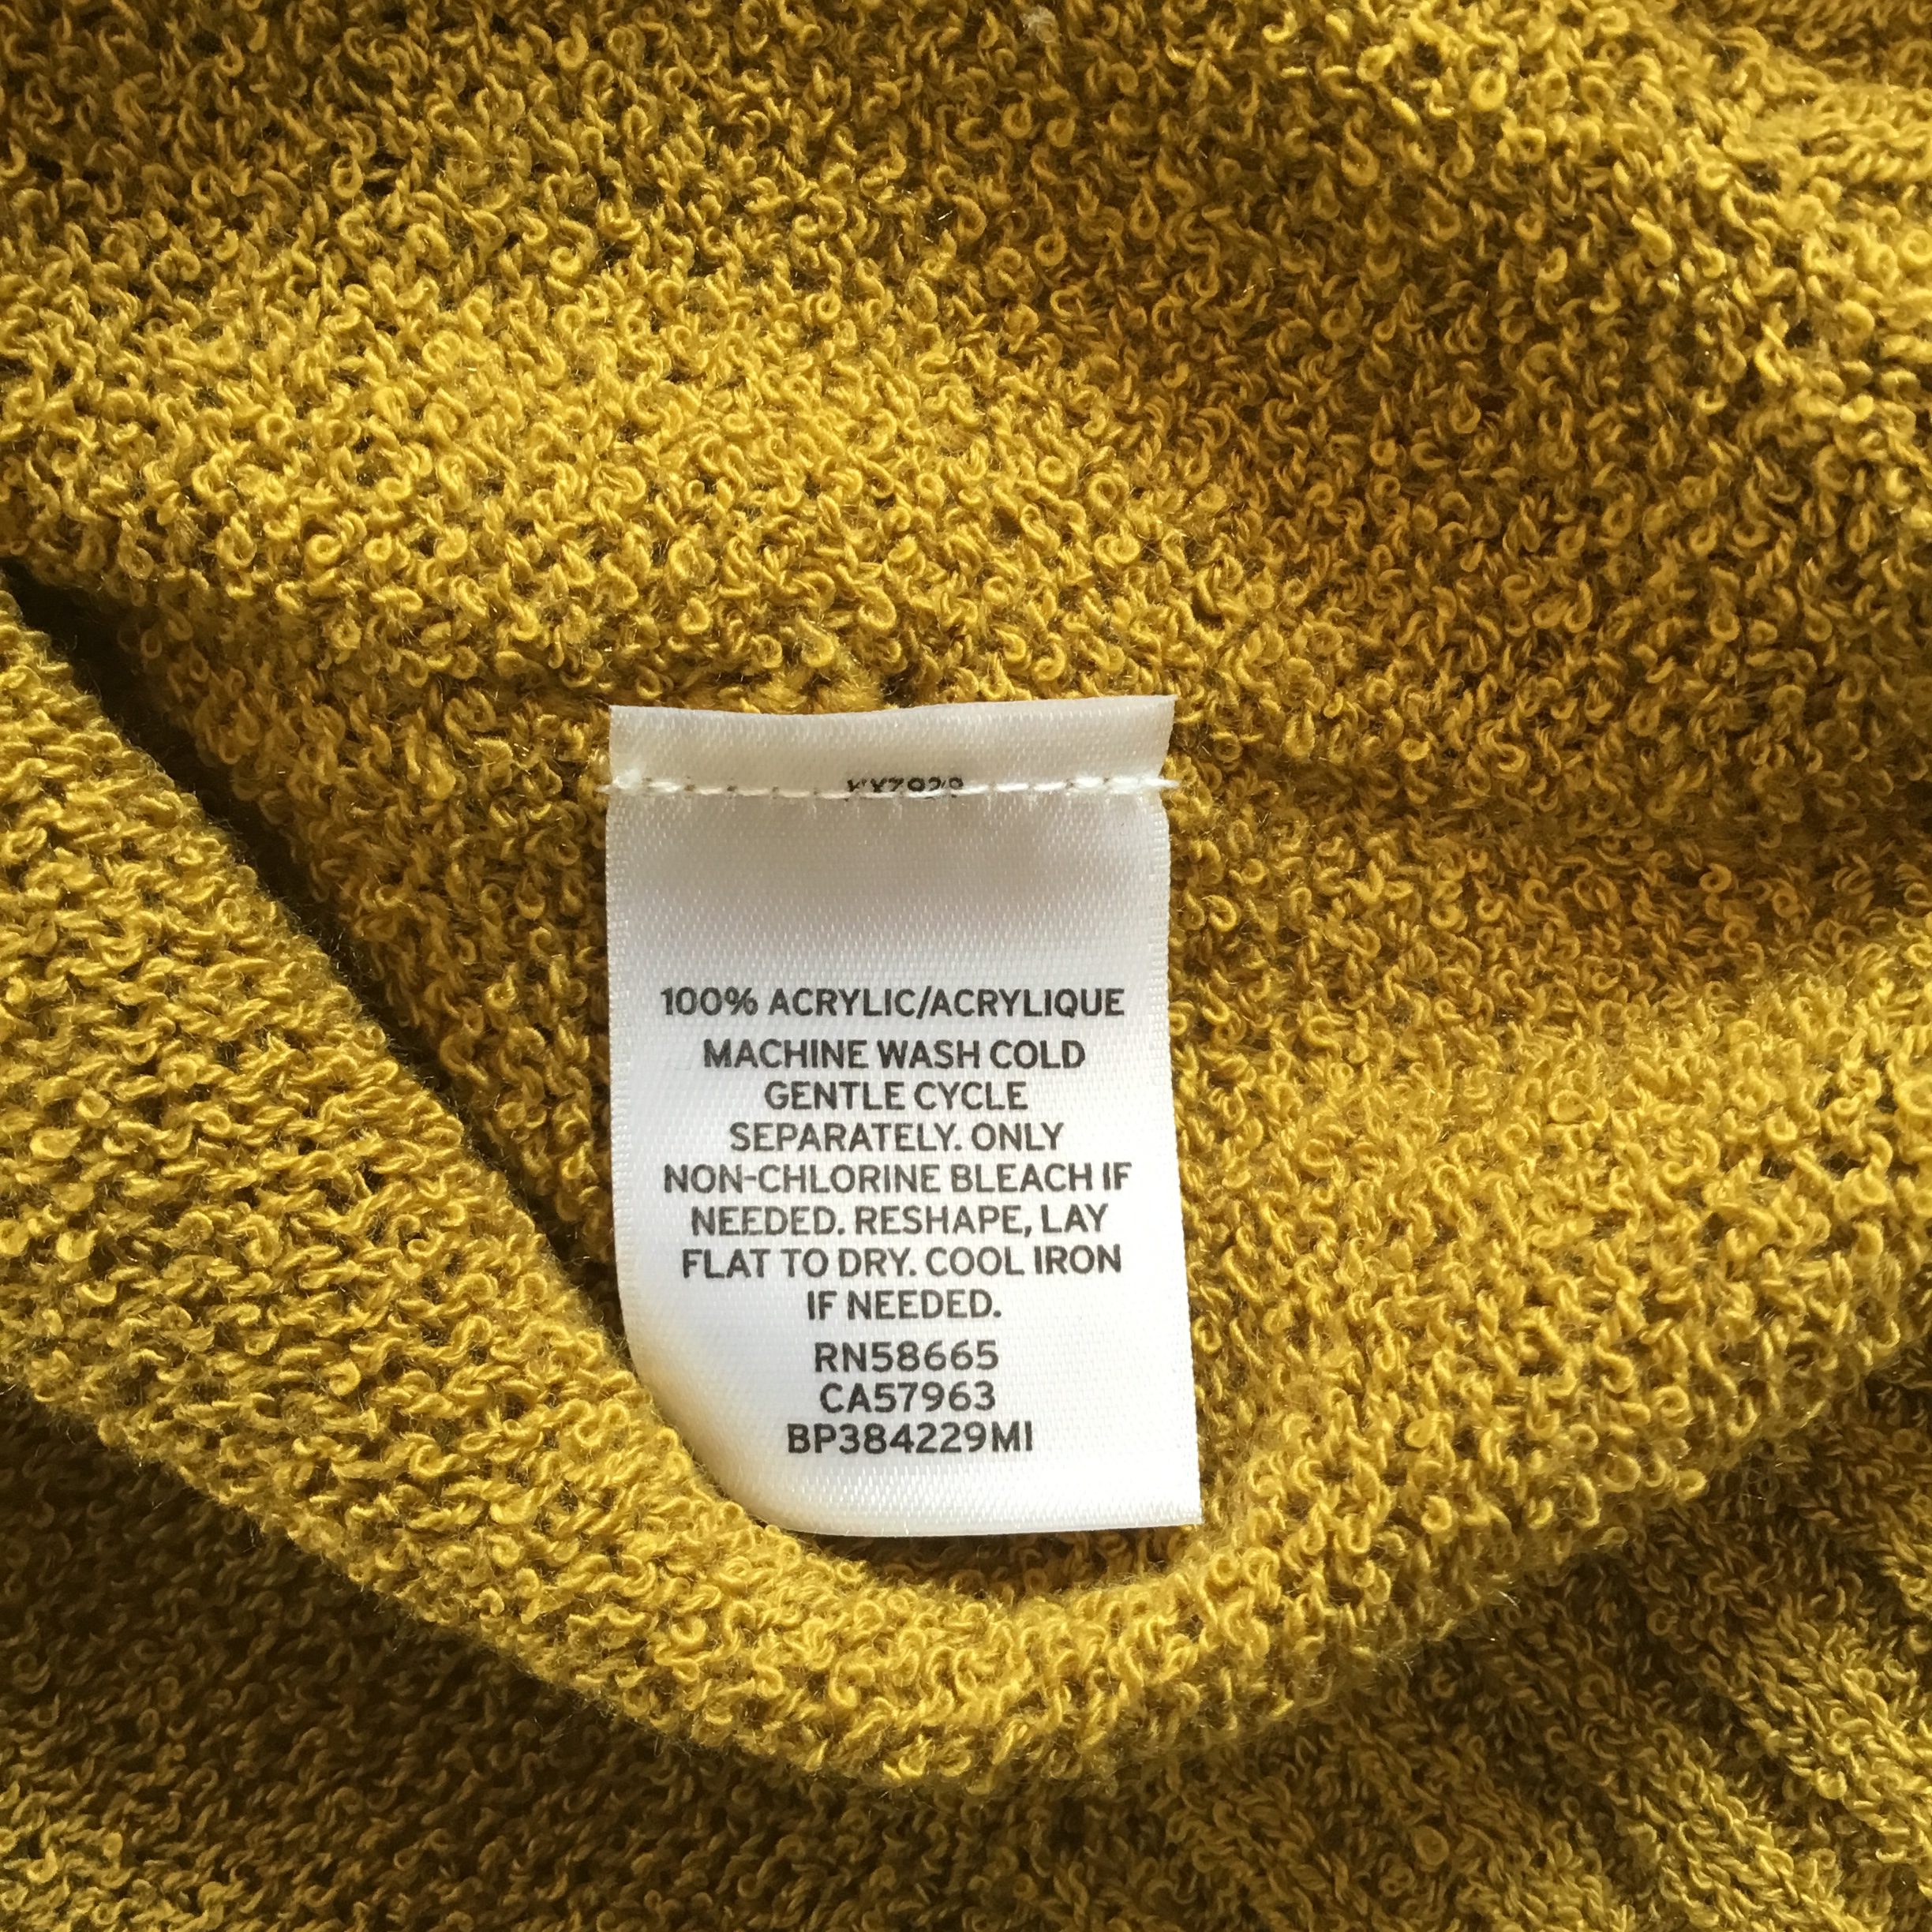 100% ACRYLIC/ACRYLIQUE
MACHINE WASH COLD
GENTLE CYCLE
SEPARATELY. ONLY
NON-CHLORINE BLEACH IF
NEEDED. RESHAPE, LAY
FLAT TO DRY. COOL IRON
IF NEEDED.
RN58665
CA57963
BP384229MI